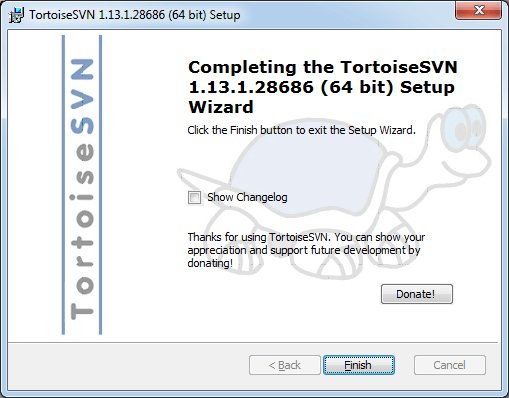 TortoiseSVN 1.13.1.28686 (64 bit) Setup
TortoiseSVN
Completing the TortoiseSVN
1.13.1.28686 (64 bit) Setup
Wizard
Click the Finish button to exit the Setup Wizard.
Show Changelog
Thanks for using TortoiseSVN. You can show your
appreciation and support future development by
donating!
Donate!
< Back
Finish
Cancel